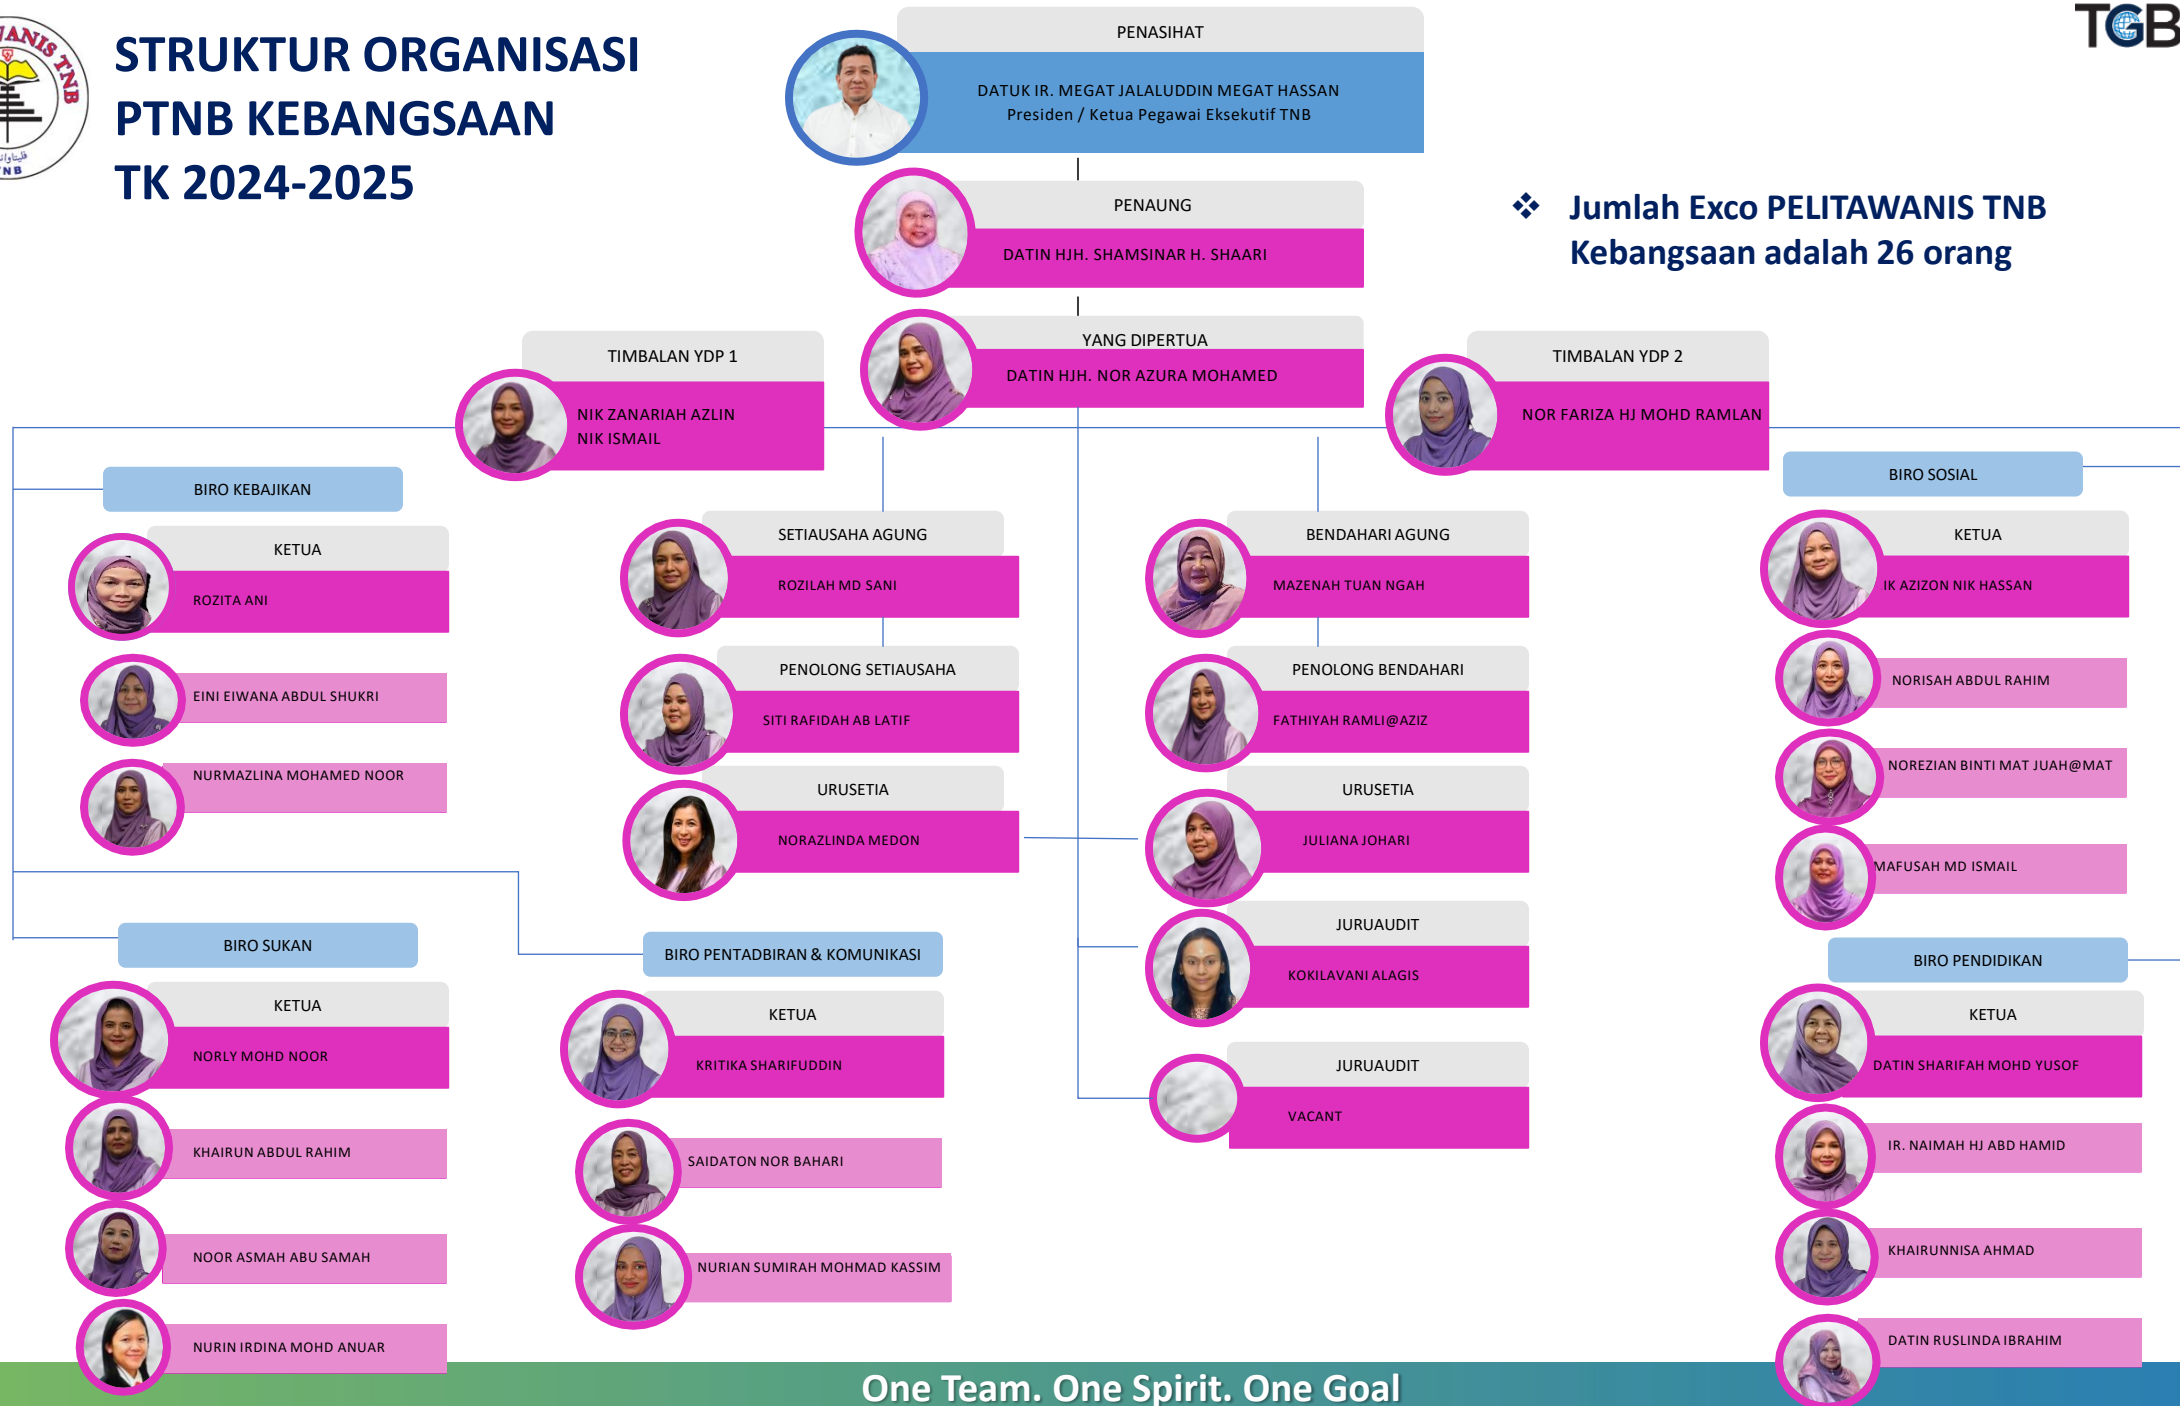 WANIS TNB
TNB
STRUKTUR ORGANISASI
PTNB KEBANGSAAN
TK 2024-2025
TGB
PENASIHAT
DATUK IR. MEGAT JALALUDDIN MEGAT HASSAN
Presiden / Ketua Pegawai Eksekutif TNB
PENAUNG
DATIN HJH. SHAMSINAR H. SHAARI
❖ Jumlah Exco PELITAWANIS TNB
Kebangsaan adalah 26 orang
YANG DIPERTUA
DATIN HJH. NOR AZURA MOHAMED
TIMBALAN YDP 1
NIK ZANARIAH AZLIN
NIK ISMAIL
TIMBALAN YDP 2
NOR FARIZA HJ MOHD RAMLAN
BIRO KEBAJIKAN
KETUA
ROZITA ANI
EINI EIWANA ABDUL SHUKRI
NURMAZLINA MOHAMED NOOR
SETIAUSAHA AGUNG
ROZILAH MD SANI
PENOLONG SETIAUSAHA
SITI RAFIDAH AB LATIF
URUSETIA
NORAZLINDA MEDON
BENDAHARI AGUNG
MAZENAH TUAN NGAH
PENOLONG BENDAHARI
FATHIYAH RAMLI@AZIZ
URUSETIA
JULIANA JOHARI
JURUAUDIT
KOKILAVANI ALAGIS
JURUAUDIT
VACANT
BIRO SOSIAL
KETUA
IK AZIZON NIK HASSAN
NORISAH ABDUL RAHIM
NOREZIAN BINTI MAT JUAH@MAT
MAFUSAH MD ISMAIL
BIRO SUKAN
KETUA
NORLY MOHD NOOR
KHAIRUN ABDUL RAHIM
NOOR ASMAH ABU SAMAH
NURIN IRDINA MOHD ANUAR
BIRO PENTADBIRAN & KOMUNIKASI
KETUA
KRITIKA SHARIFUDDIN
SAIDATON NOR BAHARI
NURIAN SUMIRAH MOHMAD KASSIM
BIRO PENDIDIKAN
KETUA
DATIN SHARIFAH MOHD YUSOF
IR. NAIMAH HJ ABD HAMID
KHAIRUNNISA AHMAD
DATIN RUSLINDA IBRAHIM
One Team. One Spirit. One Goal